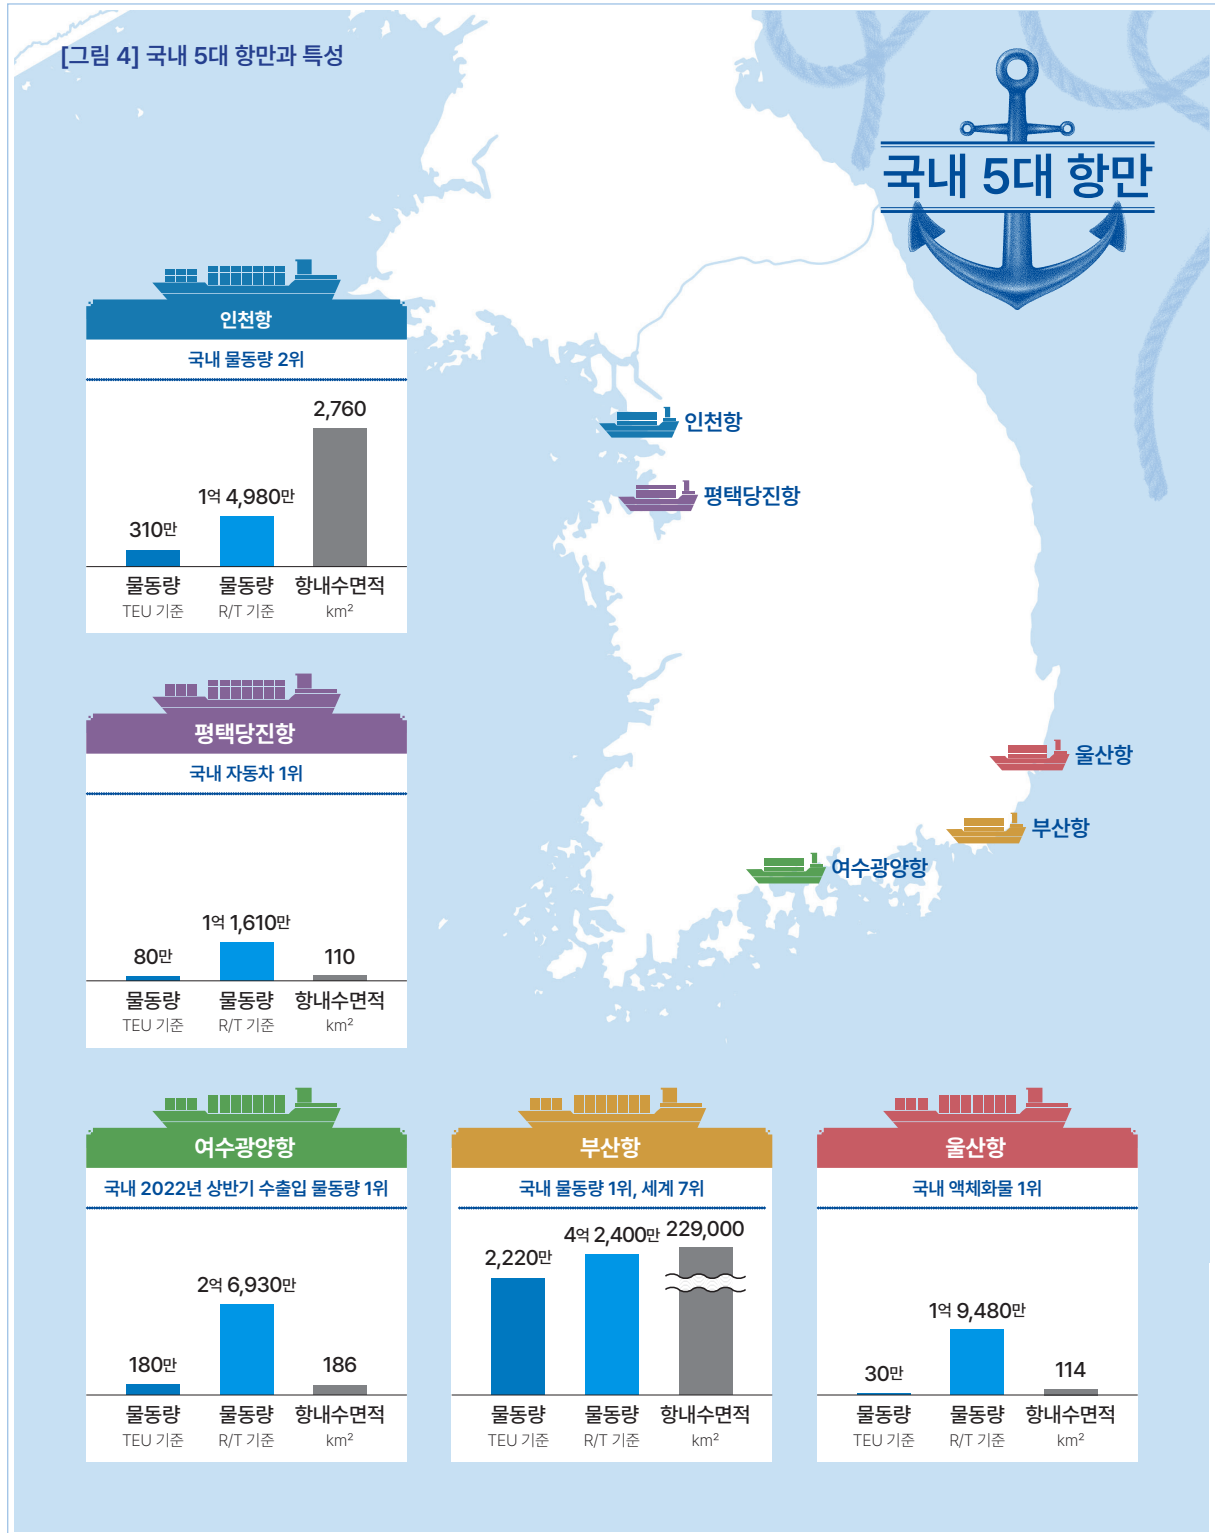 [그림 4] 국내 5대 항만과 특성
국내 5대 항만
인천항
국내 물동량 2위
310만
1억 4,980만
2,760
물동량 물동량 항내수면적
TEU 기준 R/T 기준 km²
인천항
평택당진항
평택당진항
국내 자동차 1위
80만
1억 1,610만
110
물동량 물동량 항내수면적
TEU 기준 R/T 기준 km²
울산항
부산항
여수광양항
여수광양항
국내 2022년 상반기 수출입 물동량 1위
180만
2억 6,930만
186
물동량 물동량 항내수면적
TEU 기준 R/T 기준 km²
부산항
국내 물동량 1위, 세계 7위
2,220만
4억 2,400만
229,000
물동량 물동량 항내수면적
TEU 기준 R/T 기준 km²
울산항
국내 액체화물 1위
30만
1억 9,480만
114
물동량 물동량 항내수면적
TEU 기준 R/T 기준 km²